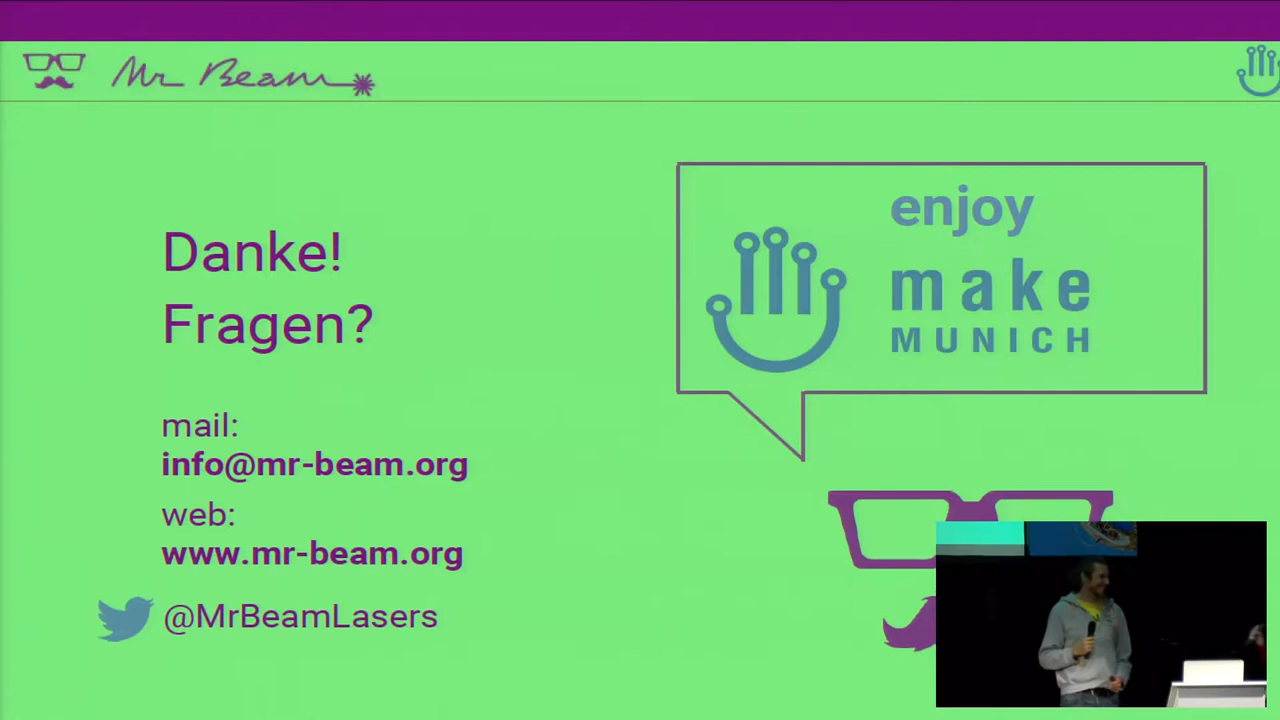 Mr Beam
enjoy
make
MUNICH
Danke!
Fragen?
mail:
info@mr-beam.org
web:
www.mr-beam.org
@MrBeamLasers